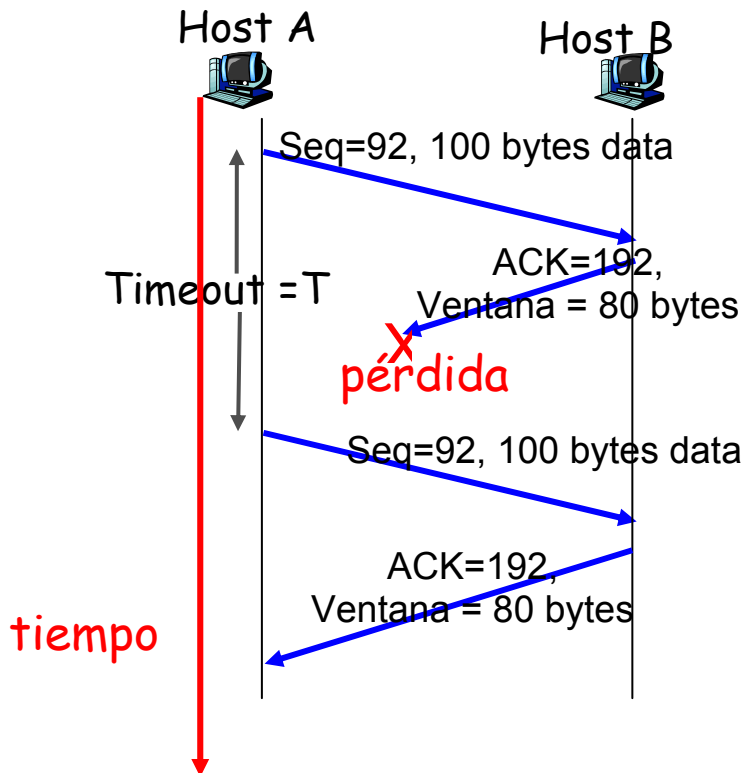 Host A
Host B
Seq=92, 100 bytes data
ACK=192,
Ventana = 80 bytes
Timeout =T
X
pérdida
Seq=92, 100 bytes data
ACK=192,
Ventana = 80 bytes
tiempo